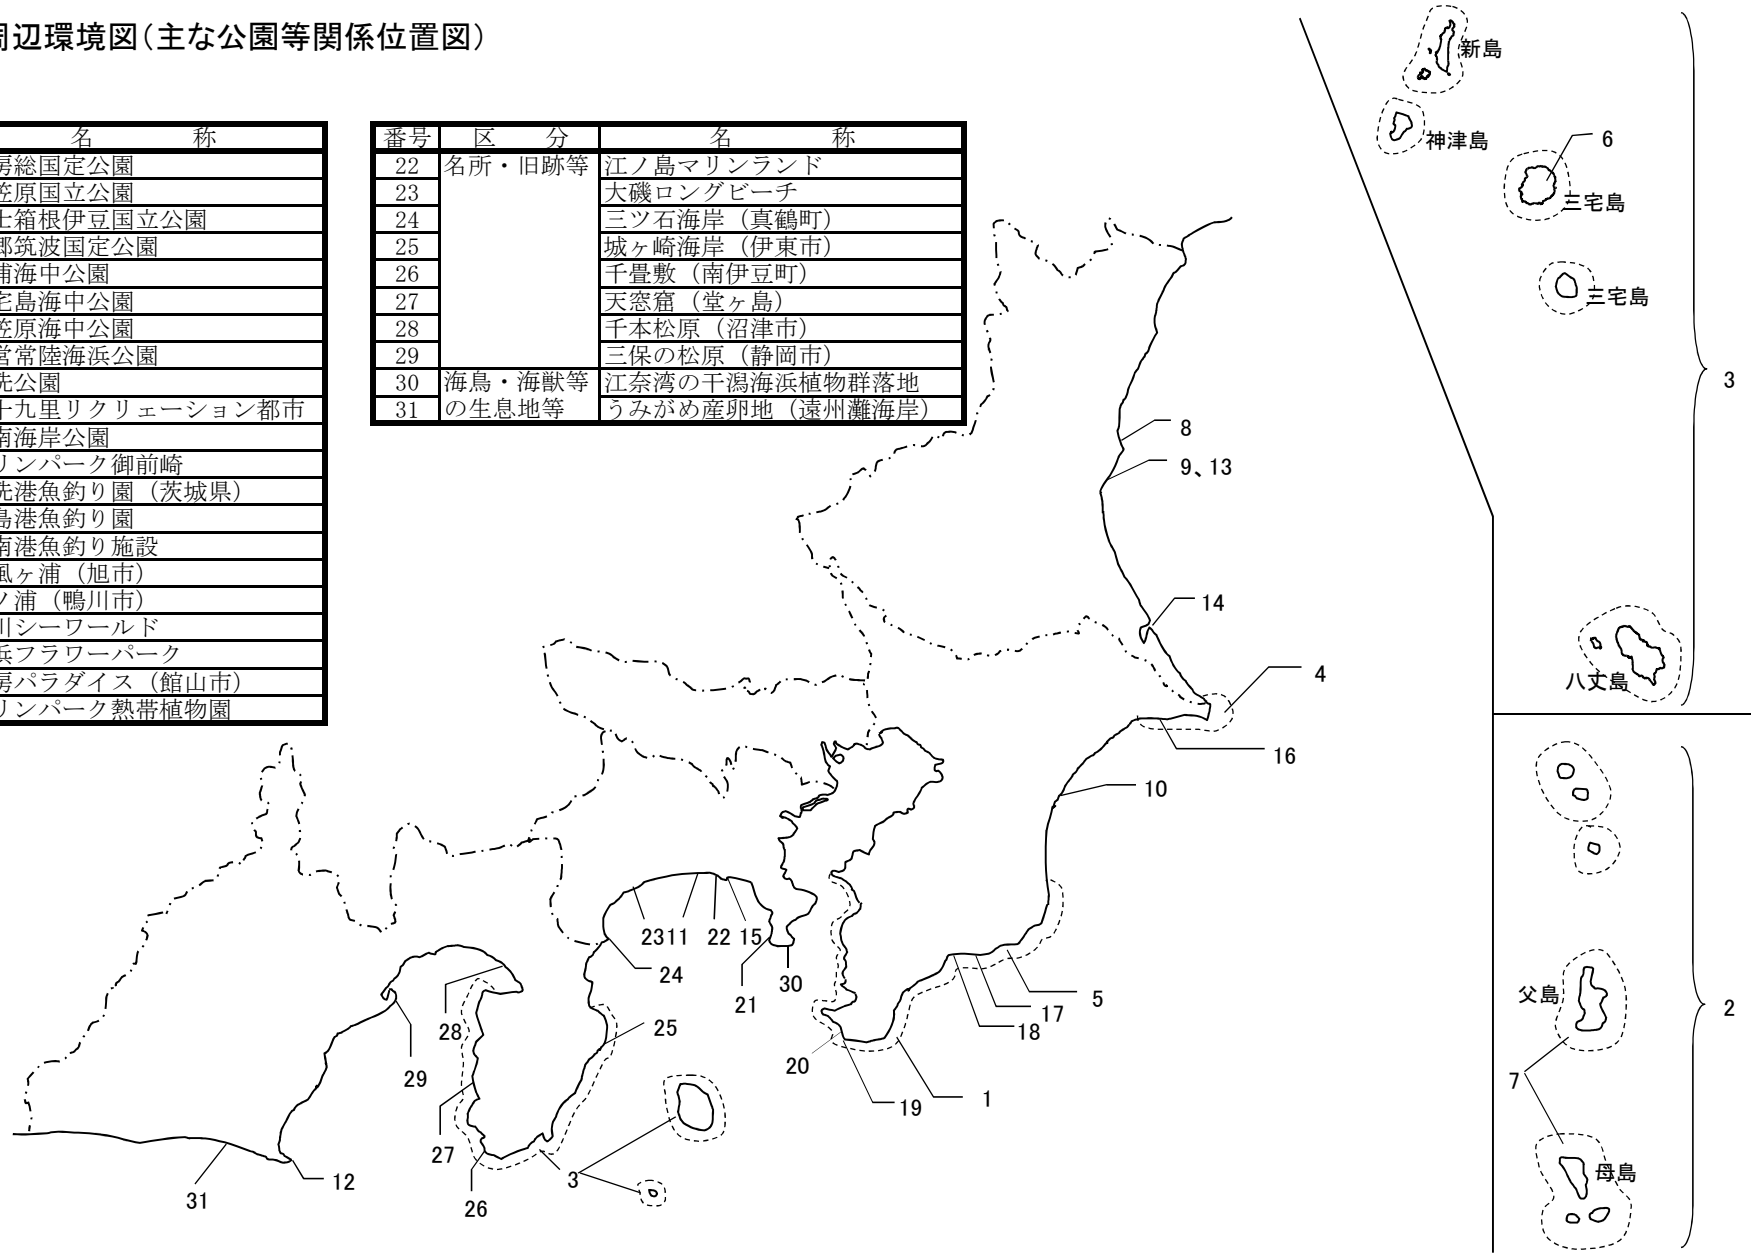 周辺環境図(主な公園等関係位置図)
名 称
房総国定公園
笠原国立公園
士箱根伊豆国立公園
郷筑波国定公園
浦海中公園
宅島海中公園
笠原海中公園
営常陸海浜公園
洗公園
十九里リクリェーション都市
南海岸公園
リンパーク御前崎
洗港魚釣り園(茨城県)
島港魚釣り園
南港魚釣り施設
風ヶ浦(旭市)
ノ浦(鴨川市)
川シーワールド
浜フラワーパーク
房パラダイス(館山市)
リンパーク熱帯植物園
番号 区 分 名 称
22 名所・旧跡等 江ノ島マリンランド
23 大磯ロングビーチ
24 三ツ石海岸(真鶴町)
25 城ヶ崎海岸(伊東市)
26 千畳敷(南伊豆町)
27 天窓窟(堂ヶ島)
28 千本松原(沼津市)
29 三保の松原(静岡市)
30 海鳥・海獣等 江奈湾の干潟海浜植物群落地
31 の生息地等 うみがめ産卵地(遠州灘海岸)
新島
神津島
6
三宅島
三宅島
3
八丈島
8
9、13
14
4
16
10
23
11
22
15
24
21
30
5
17
18
20
19
1
28
25
29
27
3
12
31
26
父島
2
7
母島